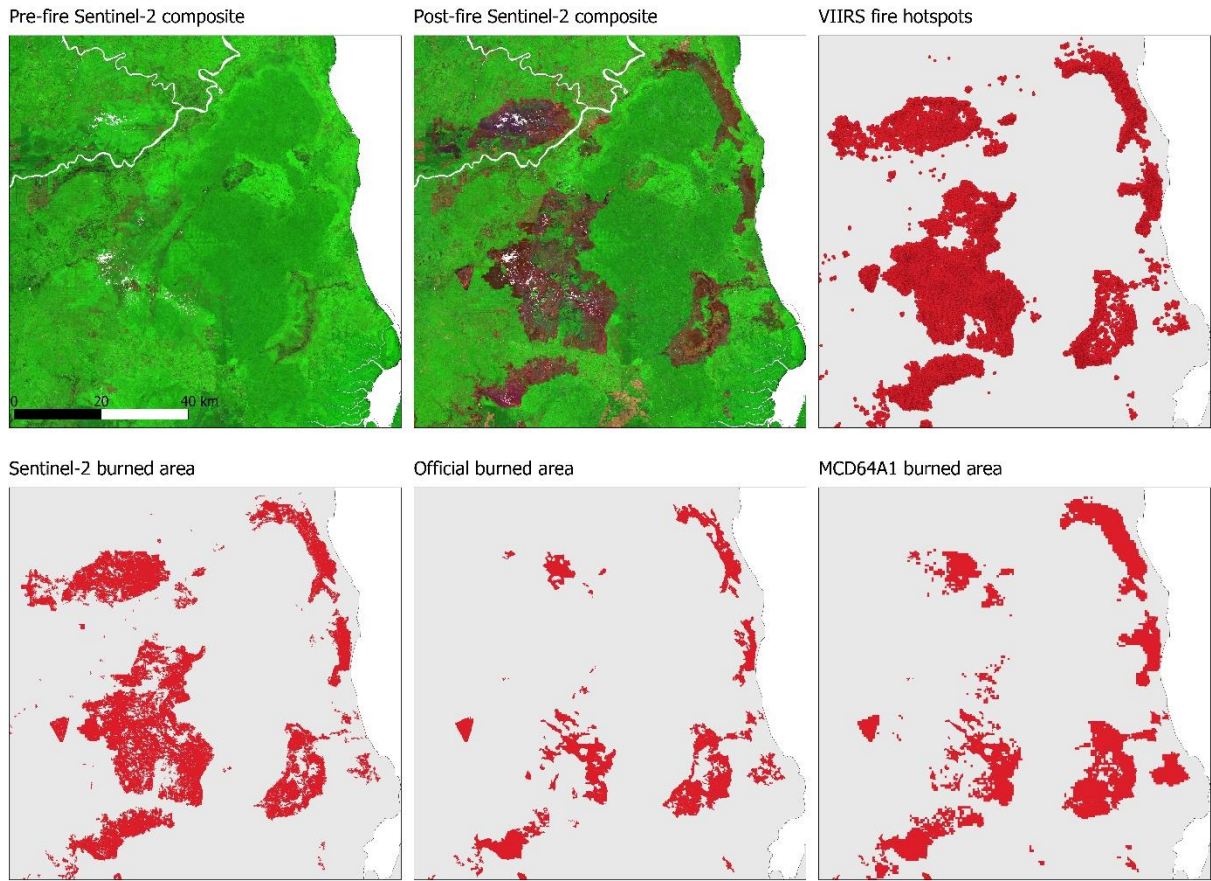 Pre-fire Sentinel-2 composite
Post-fire Sentinel-2 composite
VIIRS fire hotspots
0 20 40 km
Sentinel-2 burned area
Official burned area
MCD64A1 burned area